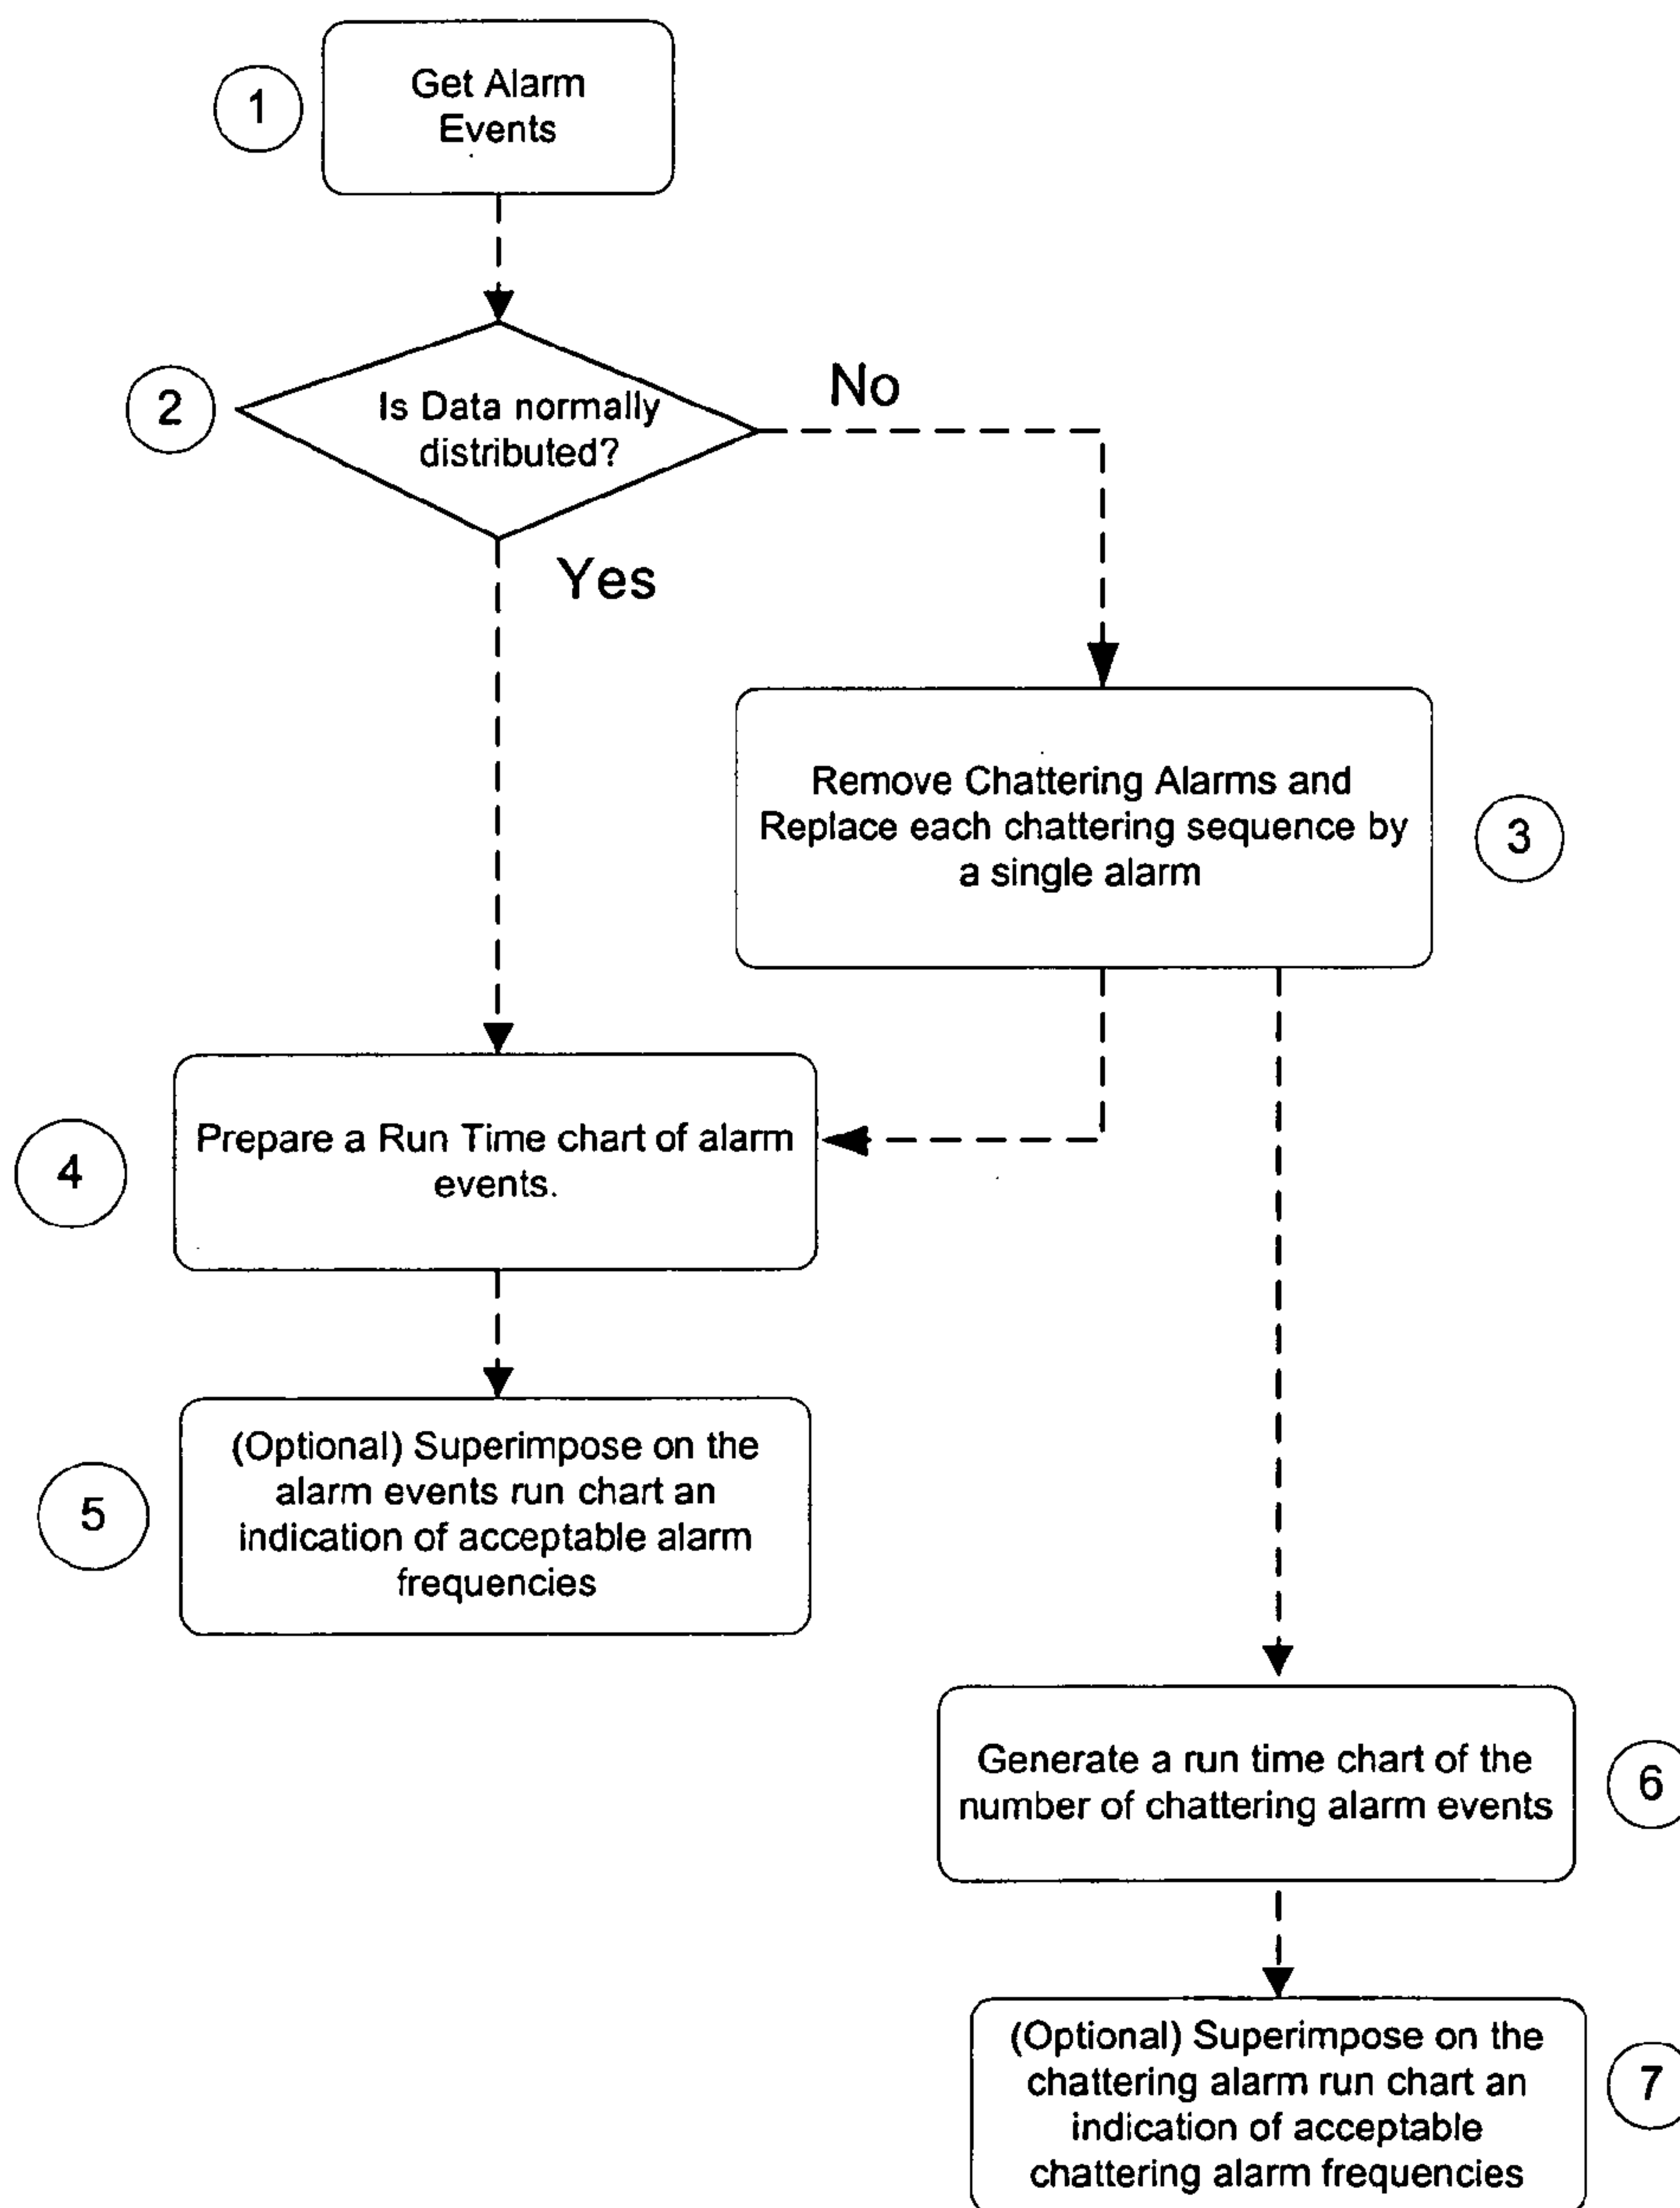 1
Get Alarm
Events
2
Is Data normally
distributed?
No
Yes
Remove Chattering Alarms and
Replace each chattering sequence by
a single alarm
3
4
Prepare a Run Time chart of alarm
events.
5
(Optional) Superimpose on the
alarm events run chart an
indication of acceptable alarm
frequencies
Generate a run time chart of the
number of chattering alarm events
6
(Optional) Superimpose on the
chattering alarm run chart an
indication of acceptable
chattering alarm frequencies
7